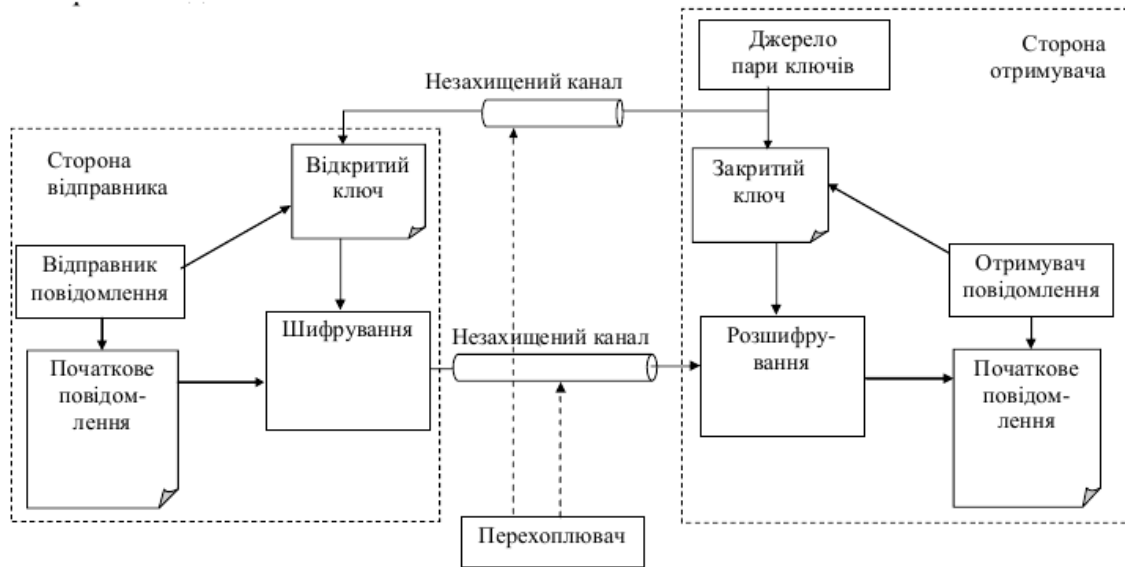 Джерело
пари ключів
Сторона
отримувача
Незахищений канал
Сторона
відправника
Відкритий
ключ
Закритий
ключ
Відправник
повідомлення
Отримувач
повідомлення
Шифрування
Незахищений канал
Розшифру-
вання
Початкове
повідом-
лення
Початкове
повідом-
лення
Перехоплювач